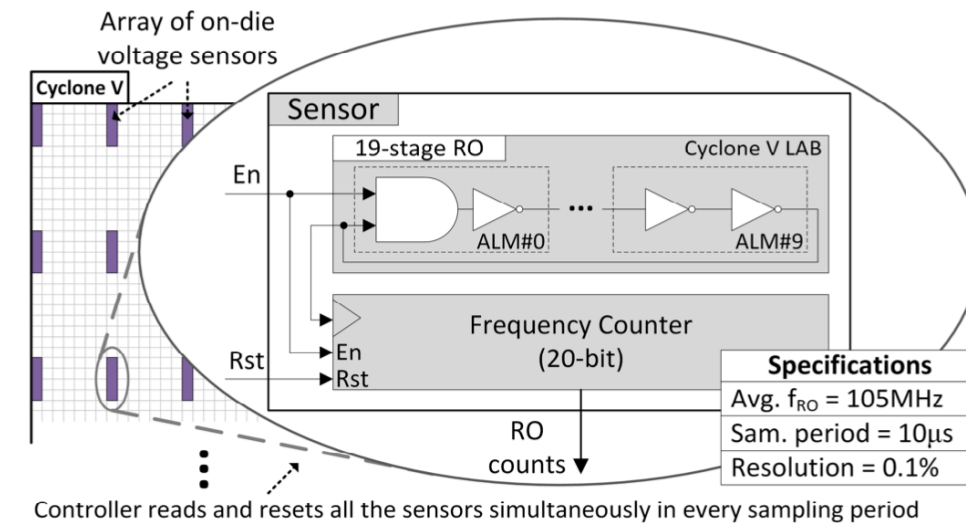 Array of on-die
voltage sensors
Cyclone V
Sensor
19-stage RO
Cyclone V LAB
En
ALM#0
...
ALM#9
Frequency Counter
(20-bit)
En
Rst
Rst
Specifications
Avg. fRO = 105MHz
Sam. period = 10μs
Resolution = 0.1%
RO
counts
Controller reads and resets all the sensors simultaneously in every sampling period